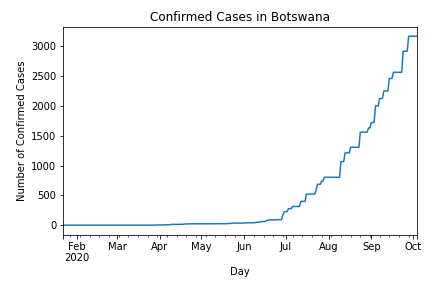 Confirmed Cases in Botswana
3000
2500
2000
1500
1000
500
0
Number of Confirmed Cases
Feb Mar Apr May Jun Jul Aug Sep Oct
2020
Day